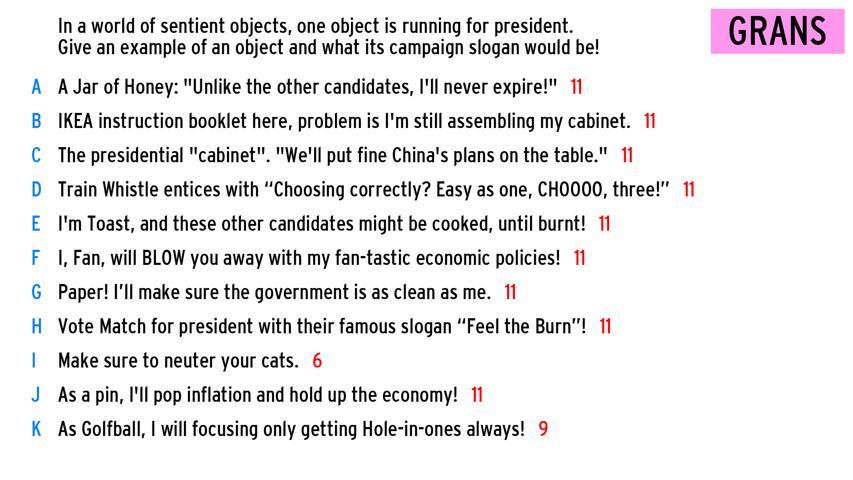 In a world of sentient objects, one object is running for president.
Give an example of an object and what its campaign slogan would be!
GRANS
A A Jar of Honey: "Unlike the other candidates, I'll never expire!" 11
B IKEA instruction booklet here, problem is I'm still assembling my cabinet. 11
C The presidential "cabinet". "We'll put fine China's plans on the table." 11
D Train Whistle entices with “Choosing correctly? Easy as one, CHOOOO, three!” 11
E I'm Toast, and these other candidates might be cooked, until burnt! 11
F I, Fan, will BLOW you away with my fan-tastic economic policies! 11
G Paper! I’ll make sure the government is as clean as me. 11
H Vote Match for president with their famous slogan “Feel the Burn”! 11
I Make sure to neuter your cats. 6
J As a pin, I'll pop inflation and hold up the economy! 11
K As Golfball, I will focusing only getting Hole-in-ones always! 9